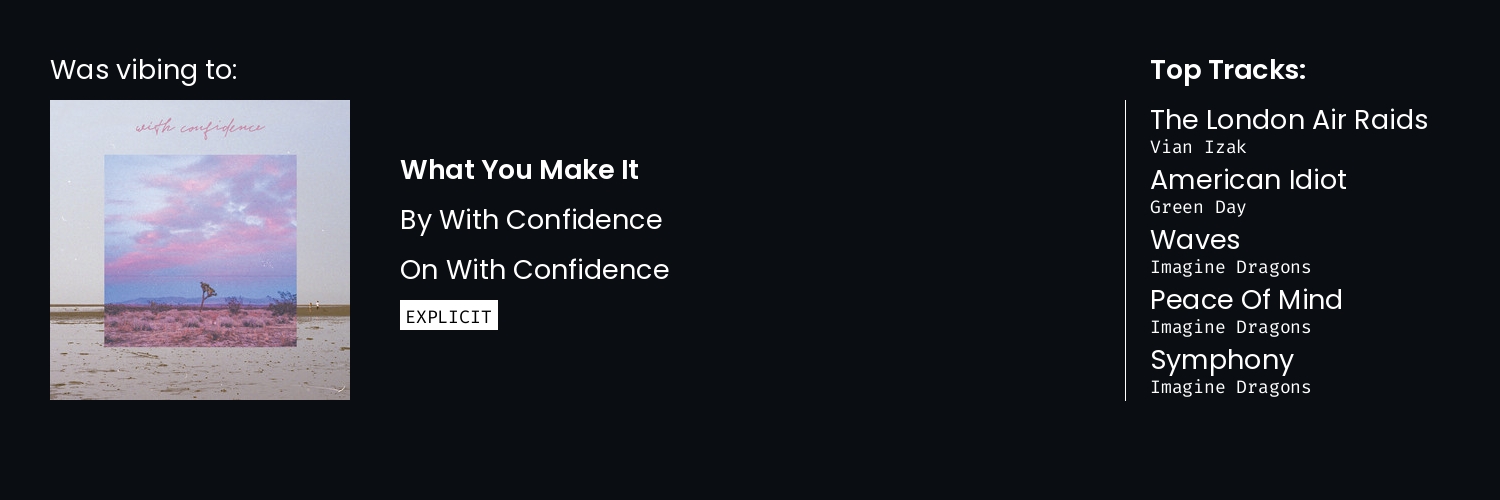 Was vibing to:
with confidence
What You Make It
By With Confidence
On With Confidence
EXPLICIT
Top Tracks:
The London Air Raids
Vian Izak
American Idiot
Green Day
Waves
Imagine Dragons
Peace Of Mind
Imagine Dragons
Symphony
Imagine Dragons